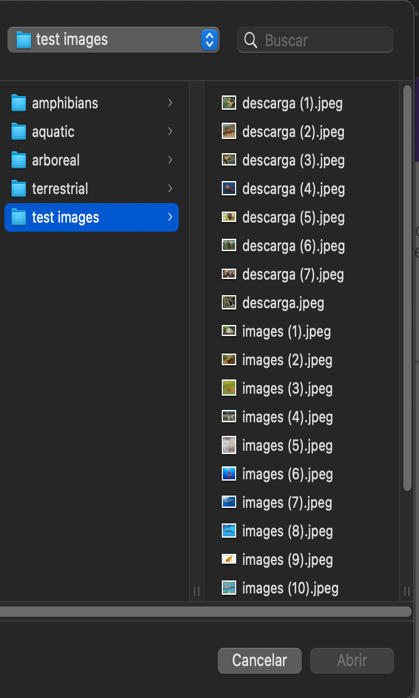 test images
Buscar
amphibians
aquatic
arboreal
terrestrial
test images
descarga (1).jpeg
descarga (2).jpeg
descarga (3).jpeg
descarga (4).jpeg
descarga (5).jpeg
descarga (6).jpeg
descarga (7).jpeg
descarga.jpeg
images (1).jpeg
images (2).jpeg
images (3).jpeg
images (4).jpeg
images (5).jpeg
images (6).jpeg
images (7).jpeg
images (8).jpeg
images (9).jpeg
images (10).jpeg
Cancelar
Abrir